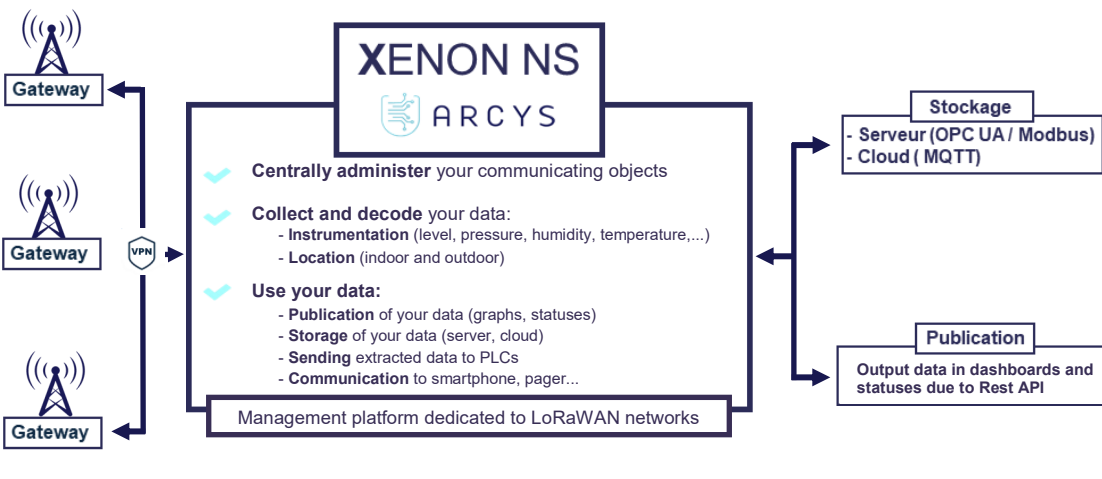 XENON NS
ARCYS
Gateway
Gateway
VPN
Gateway
Centrally administer your communicating objects
Collect and decode your data:
- Instrumentation (level, pressure, humidity, temperature,...)
- Location (indoor and outdoor)
Use your data:
- Publication of your data (graphs, statuses)
- Storage of your data (server, cloud)
- Sending extracted data to PLCs
- Communication to smartphone, pager...
Management platform dedicated to LoRaWAN networks
Stockage
- Serveur (OPC UA / Modbus)
- Cloud ( MQTT)
Publication
Output data in dashboards and
statuses due to Rest API